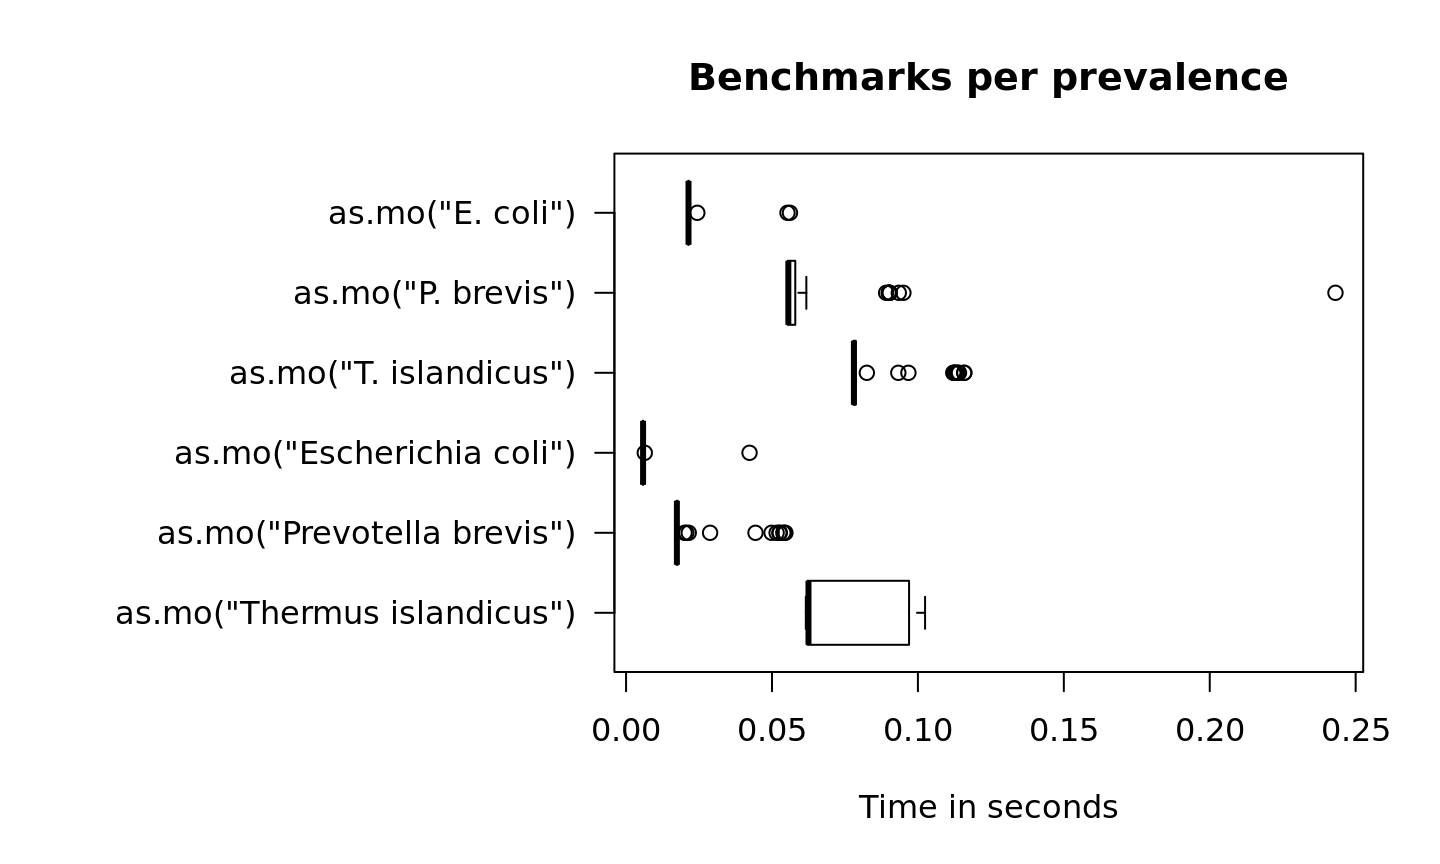 Benchmarks per prevalence
as.mo("E. coli")
as.mo("P. brevis")
as.mo("T. islandicus")
as.mo("Escherichia coli")
as.mo("Prevotella brevis")
as.mo("Thermus islandicus")
0.00 0.05 0.10 0.15 0.20 0.25
Time in seconds